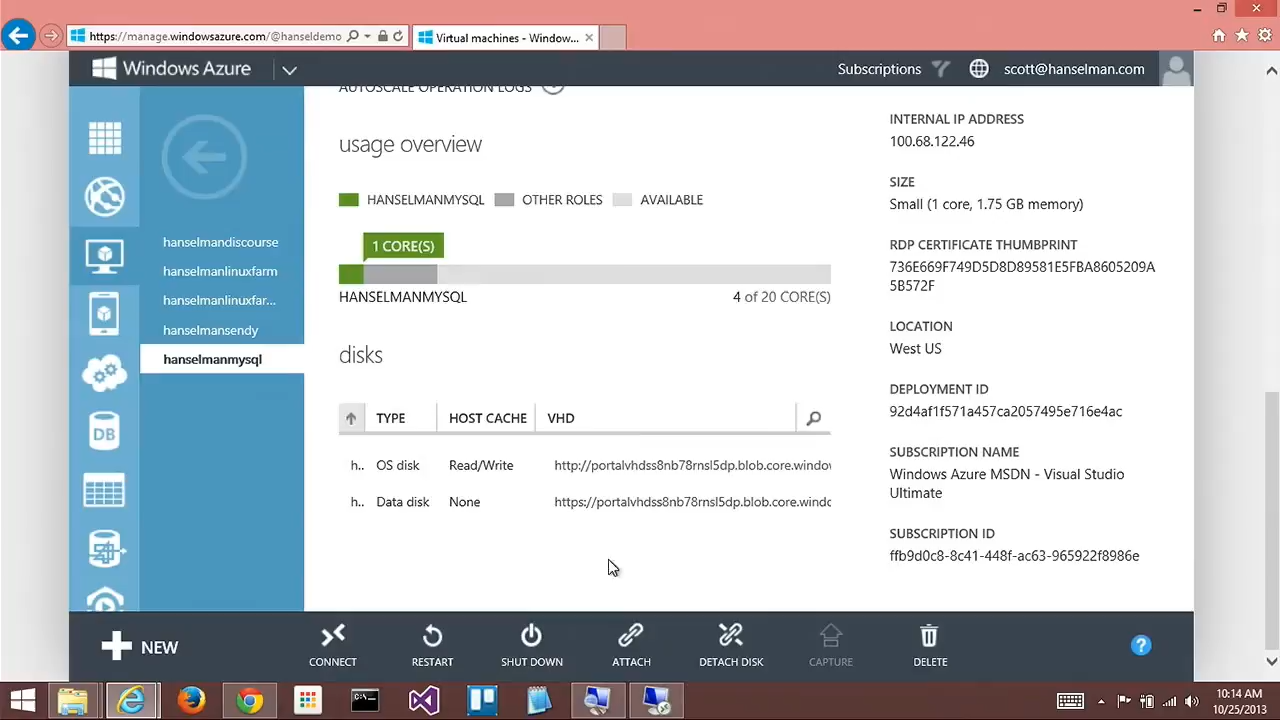 https://manage.windowsazure.com/@hanseldemo
Virtual machines - Window...
Windows Azure
Subscriptions
scott@hanselman.com
AUTOSCALE OPERATION LOGS
usage overview
HANSELMANMYSQL
OTHER ROLES
AVAILABLE
1 CORE(S)
HANSELMANMYSQL
4 of 20 CORE(S)
disks
TYPE
HOST CACHE
VHD
h..
OS disk
Read/Write
http://portalvhdss8nb78rnsl5dp.blob.core.window
h..
Data disk
None
https://portalvhdss8nb78rnsl5dp.blob.core.windo
hanselmandiscourse
hanselmanlinuxfarm
hanselmanlinuxfar...
hanselmansendy
hanselmanmysql
DB
INTERNAL IP ADDRESS
100.68.122.46
SIZE
Small (1 core, 1.75 GB memory)
RDP CERTIFICATE THUMBPRINT
736E669F749D5D8D89581E5FBA8605209A
5B572F
LOCATION
West US
DEPLOYMENT ID
92d4af1f571a457ca2057495e716e4ac
SUBSCRIPTION NAME
Windows Azure MSDN - Visual Studio
Ultimate
SUBSCRIPTION ID
ffb9d0c8-8c41-448f-ac63-965922f8986e
NEW
CONNECT
RESTART
SHUT DOWN
ATTACH
DETACH DISK
CAPTURE
DELETE
?
10:14 AM
10/25/2013